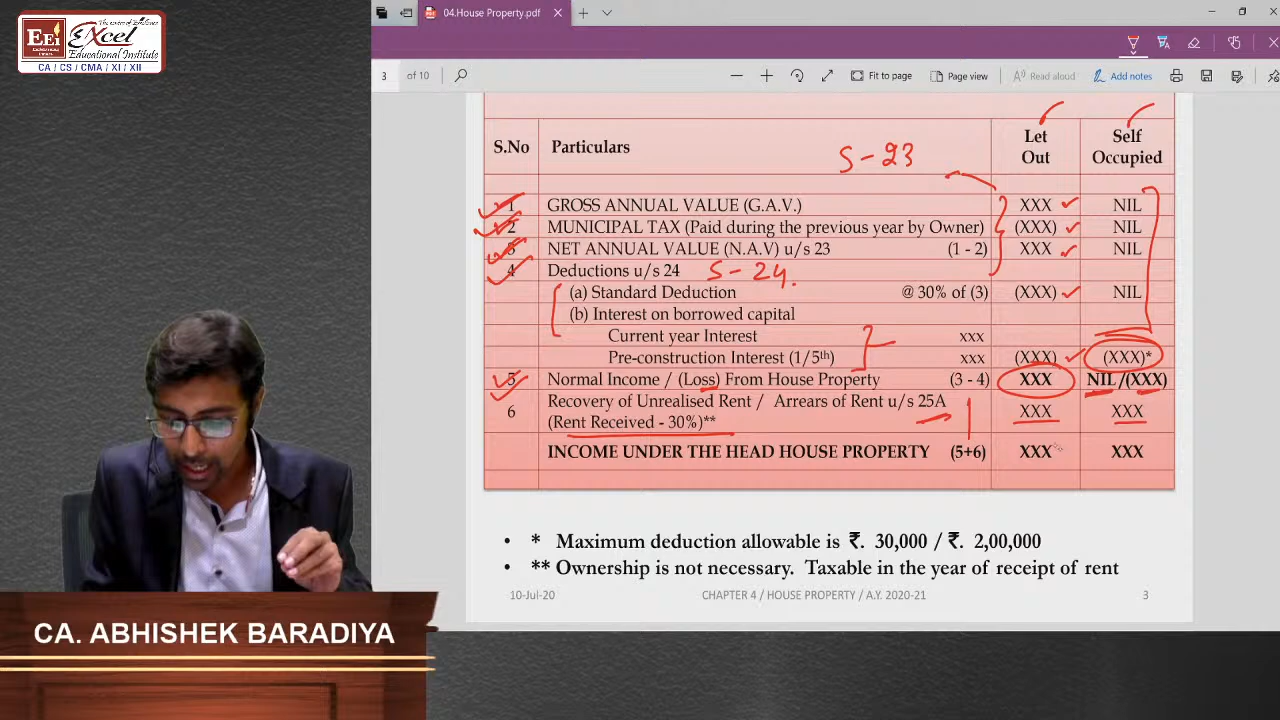 04.House Property.pdf
The aroma of Excellence
EEi
Excel
Educational Institute
CA / CS / CMA / XI / XII
3 of 10
Fit to page
Page view
Read aloud
Add notes
S.No Particulars Let Out Self Occupied
S - 23
1 GROSS ANNUAL VALUE (G.A.V.) XXX NIL
2 MUNICIPAL TAX (Paid during the previous year by Owner) (XXX) NIL
3 NET ANNUAL VALUE (N.A.V) u/s 23 (1 - 2) XXX NIL
4 Deductions u/s 24 S - 24.
(a) Standard Deduction @ 30% of (3) (XXX) NIL
(b) Interest on borrowed capital
Current year Interest xxx
Pre-construction Interest (1/5th) xxx (XXX) (XXX)*
5 Normal Income / (Loss) From House Property (3 - 4) XXX NIL /(XXX)
6 Recovery of Unrealised Rent / Arrears of Rent u/s 25A XXX XXX
(Rent Received - 30%)**
INCOME UNDER THE HEAD HOUSE PROPERTY (5+6) XXX XXX
• * Maximum deduction allowable is ₹. 30,000 / ₹. 2,00,000
• ** Ownership is not necessary. Taxable in the year of receipt of rent
10-Jul-20 CHAPTER 4 / HOUSE PROPERTY / A.Y. 2020-21 3
CA. ABHISHEK BARADIYA